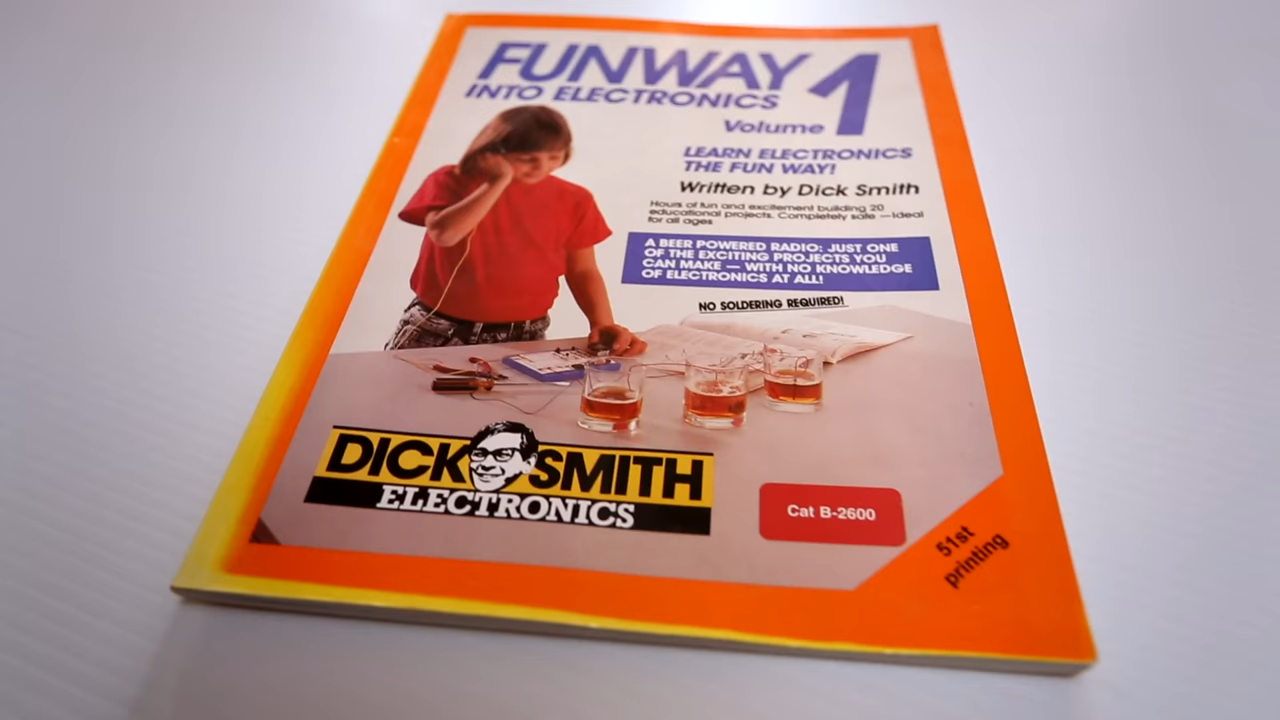 FUNWAY 1
INTO ELECTRONICS
Volume
LEARN ELECTRONICS
THE FUN WAY!
Written by Dick Smith
Hours of fun and excitement building 20
educational projects. Completely safe — Ideal
for all ages
A BEER POWERED RADIO: JUST ONE
OF THE EXCITING PROJECTS YOU
CAN MAKE — WITH NO KNOWLEDGE
OF ELECTRONICS AT ALL!
NO SOLDERING REQUIRED!
DICK SMITH
ELECTRONICS
Cat B-2600
51st
printing